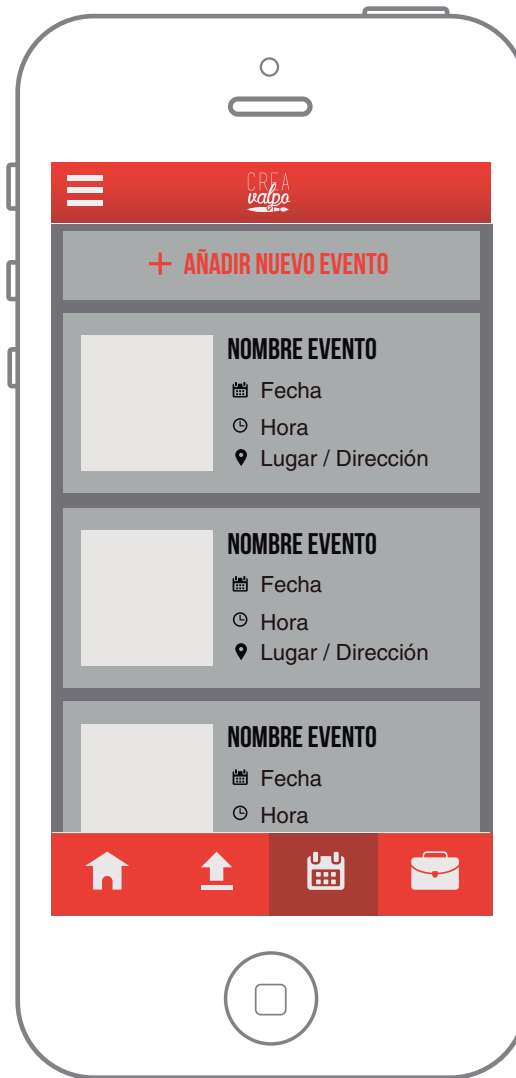 CREA
valpo
+ AÑADIR NUEVO EVENTO
NOMBRE EVENTO
Fecha
Hora
Lugar / Dirección
NOMBRE EVENTO
Fecha
Hora
Lugar / Dirección
NOMBRE EVENTO
Fecha
Hora